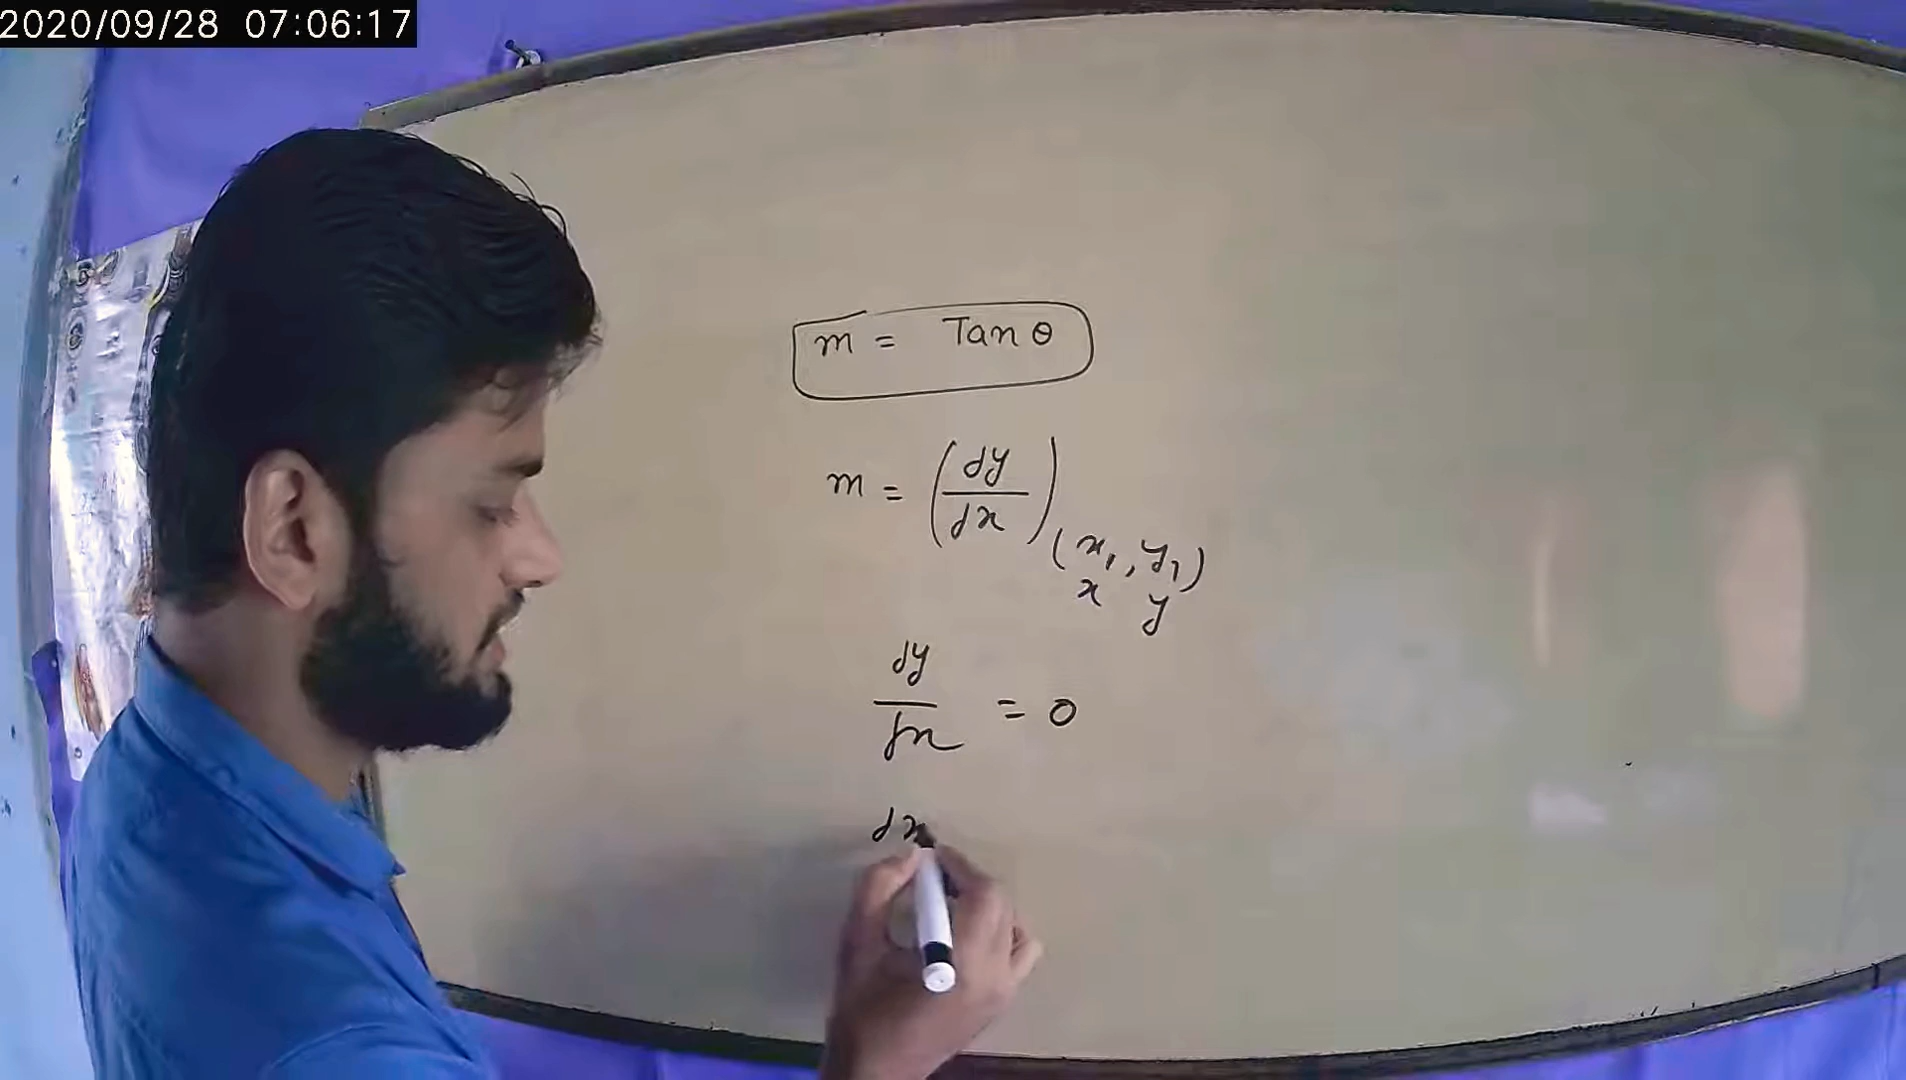 2020/09/28 07:06:17
m = Tan θ
m = (dy/dx)(x₁, y₁)
x y
dy/dx = 0
dx